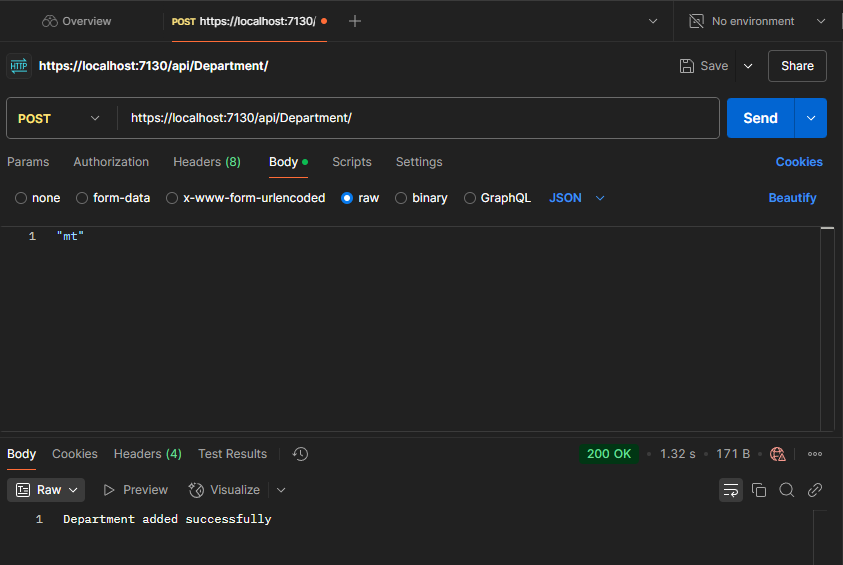 Overview
POST https://localhost:7130/
No environment
HTTP https://localhost:7130/api/Department/
Save
Share
POST
https://localhost:7130/api/Department/
Send
Params Authorization Headers (8) Body Scripts Settings Cookies
none form-data x-www-form-urlencoded raw binary GraphQL JSON Beautify
1 "mt"
Body Cookies Headers (4) Test Results 200 OK • 1.32 s • 171 B •
Raw Preview Visualize
1 Department added successfully